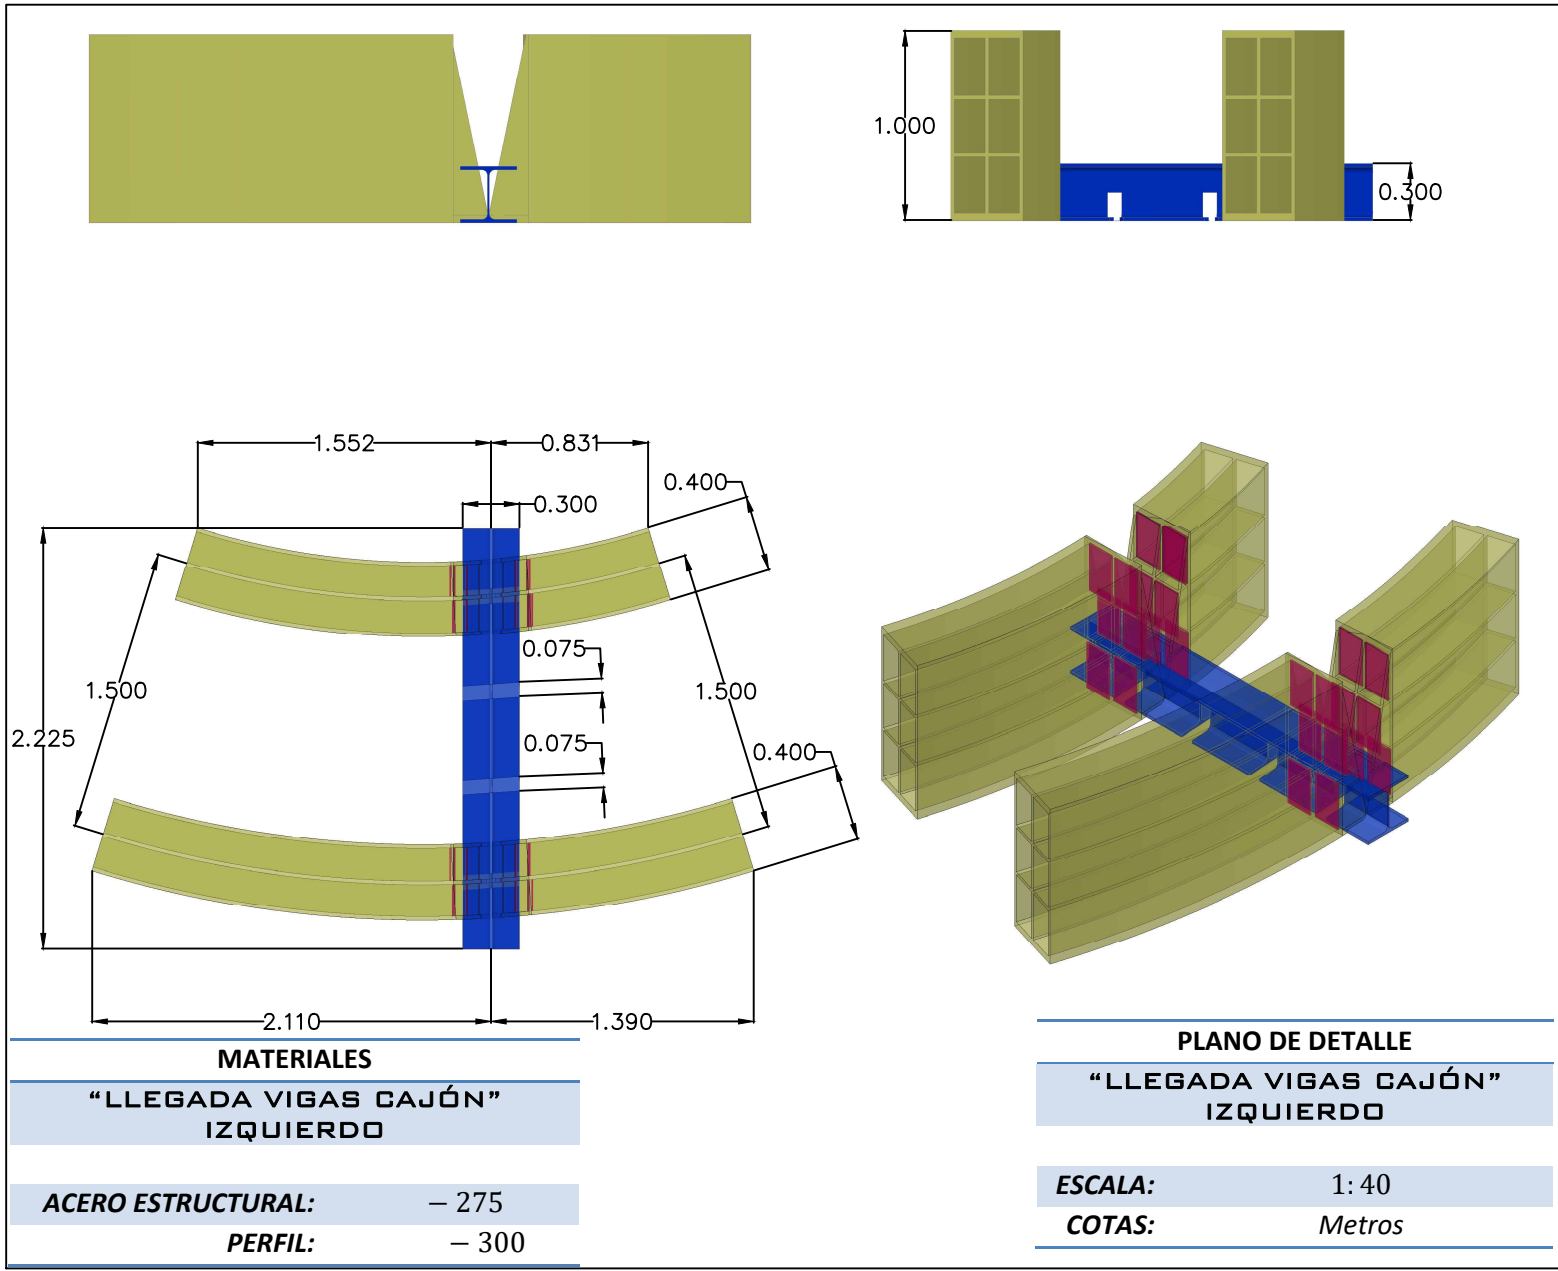 1.000
0.300
1.552
0.831
0.400
0.300
0.075
1.500
1.500
2.225
0.075
0.400
2.110
1.390
MATERIALES
“LLEGADA VIGAS CAJÓN”
IZQUIERDO
ACERO ESTRUCTURAL: − 275
PERFIL: − 300
PLANO DE DETALLE
“LLEGADA VIGAS CAJÓN”
IZQUIERDO
ESCALA: 1: 40
COTAS: Metros